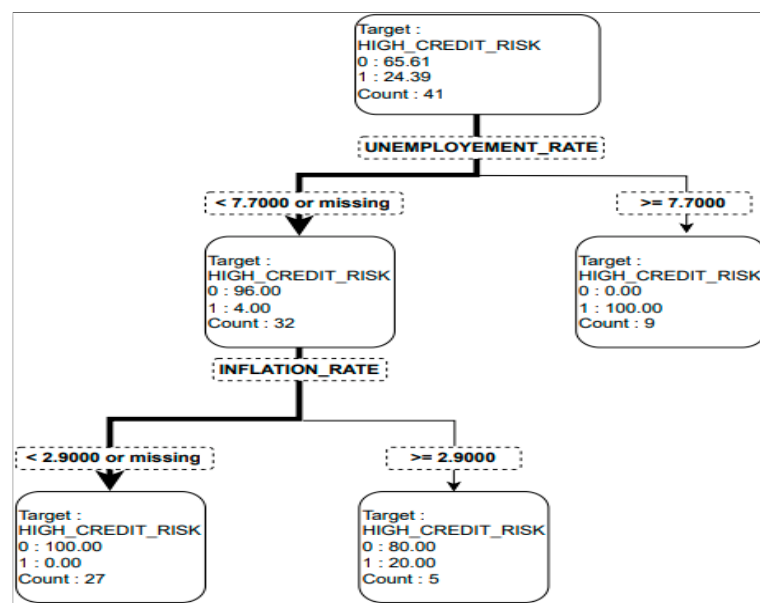 Target :
HIGH_CREDIT_RISK
0 : 65.61
1 : 24.39
Count : 41
UNEMPLOYEMENT_RATE
< 7.7000 or missing
>= 7.7000
Target :
HIGH_CREDIT_RISK
0 : 96.00
1 : 4.00
Count : 32
Target :
HIGH_CREDIT_RISK
0 : 0.00
1 : 100.00
Count : 9
INFLATION_RATE
< 2.9000 or missing
>= 2.9000
Target :
HIGH_CREDIT_RISK
0 : 100.00
1 : 0.00
Count : 27
Target :
HIGH_CREDIT_RISK
0 : 80.00
1 : 20.00
Count : 5